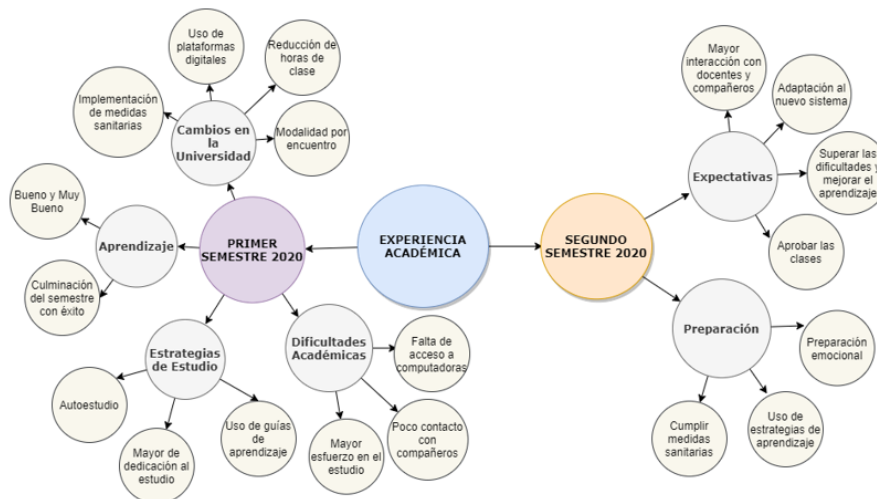 Uso de
plataformas
digitales
Reducción de
horas de
clase
Implementación
de medidas
sanitarias
Cambios en
la
Universidad
Modalidad por
encuentro
Bueno y Muy
Bueno
Aprendizaje
Culminación
del semestre
con éxito
PRIMER
SEMESTRE 2020
EXPERIENCIA
ACADÉMICA
Estrategias
de Estudio
Autoestudio
Mayor de
dedicación al
estudio
Uso de guías
de
aprendizaje
Dificultades
Académicas
Falta de
acceso a
computadoras
Poco contacto
con
compañeros
Mayor
esfuerzo en el
estudio
SEGUNDO
SEMESTRE 2020
Mayor
interacción con
docentes y
compañeros
Adaptación al
nuevo sistema
Expectativas
Superar las
dificultades y
mejorar el
aprendizaje
Aprobar las
clases
Preparación
Preparación
emocional
Cumplir
medidas
sanitarias
Uso de
estrategias de
aprendizaje